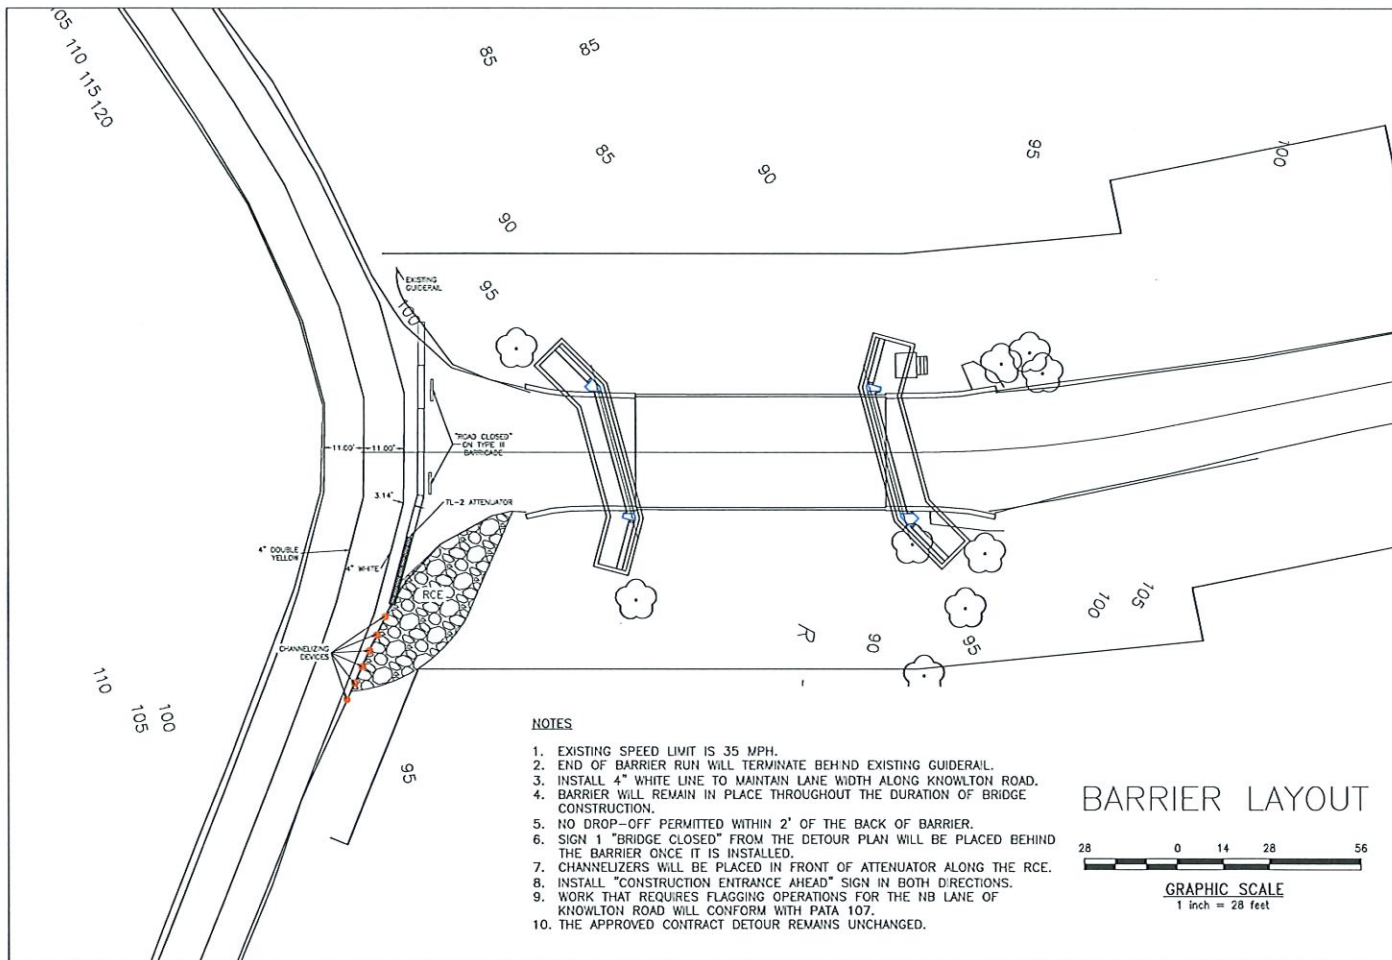 105
110
115
120
85
85
85
90
95
100
90
EXISTING
GUIDERAIL
95
100
"ROAD CLOSED"
ON TYPE III
BARRICADE
11.00'
11.00'
3.14'
TL-2 ATTENUATOR
4" DOUBLE
YELLOW
4" WHITE
RCE
CHANNELIZING
DEVICES
110
105
100
95
R
90
95
100
105
NOTES
1. EXISTING SPEED LIMIT IS 35 MPH.
2. END OF BARRIER RUN WILL TERMINATE BEHIND EXISTING GUIDERAIL.
3. INSTALL 4" WHITE LINE TO MAINTAIN LANE WIDTH ALONG KNOWLTON ROAD.
4. BARRIER WILL REMAIN IN PLACE THROUGHOUT THE DURATION OF BRIDGE
CONSTRUCTION.
5. NO DROP-OFF PERMITTED WITHIN 2' OF THE BACK OF BARRIER.
6. SIGN 1 "BRIDGE CLOSED" FROM THE DETOUR PLAN WILL BE PLACED BEHIND
THE BARRIER ONCE IT IS INSTALLED.
7. CHANNELIZERS WILL BE PLACED IN FRONT OF ATTENUATOR ALONG THE RCE.
8. INSTALL "CONSTRUCTION ENTRANCE AHEAD" SIGN IN BOTH DIRECTIONS.
9. WORK THAT REQUIRES FLAGGING OPERATIONS FOR THE NB LANE OF
KNOWLTON ROAD WILL CONFORM WITH PATA 107.
10. THE APPROVED CONTRACT DETOUR REMAINS UNCHANGED.
BARRIER LAYOUT
28 0 14 28 56
GRAPHIC SCALE
1 inch = 28 feet